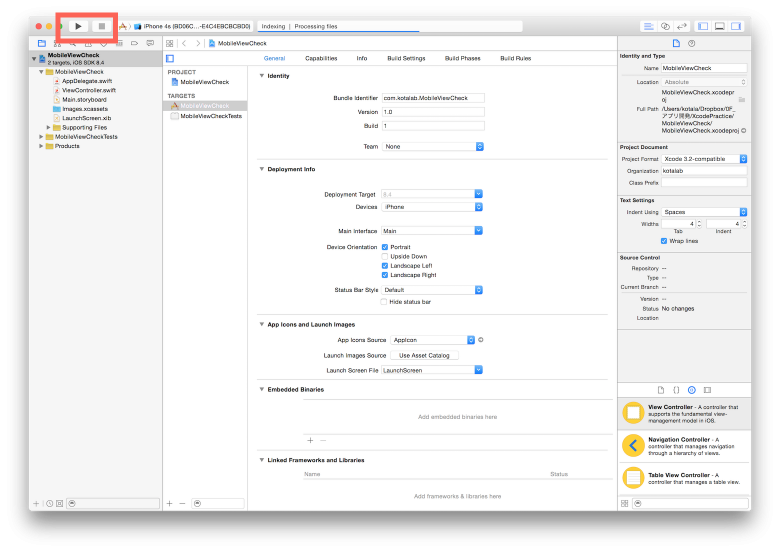 iPhone 4s (BD06C...-E4C4EBCBCB00)
Indexing | Processing files
MobileViewCheck
2 targets, iOS SDK 8.4
MobileViewCheck
AppDelegate.swift
ViewController.swift
Main.storyboard
Images.xcassets
LaunchScreen.xib
Supporting Files
MobileViewCheckTests
Products
MobileViewCheck
General
Capabilities
Info
Build Settings
Build Phases
Build Rules
PROJECT
MobileViewCheck
TARGETS
MobileViewCheck
MobileViewCheckTests
Identity
Bundle Identifier com.kotalab.MobileViewCheck
Version 1.0
Build 1
Team None
Deployment Info
Deployment Target 8.4
Devices iPhone
Main Interface Main
Device Orientation Portrait
Upside Down
Landscape Left
Landscape Right
Status Bar Style Default
Hide status bar
App Icons and Launch Images
App Icons Source AppIcon
Launch Images Source Use Asset Catalog
Launch Screen File LaunchScreen
Embedded Binaries
Add embedded binaries here
Linked Frameworks and Libraries
Name Status
Add frameworks & libraries here
Identity and Type
Name MobileViewCheck
Location Absolute
MobileViewCheck.xcodepr
oj
Full Path /Users/kotala/Dropbox/0F_
アプリ開発/XcodePractice/
MobileViewCheck/
MobileViewCheck.xcodeproj
Project Document
Project Format Xcode 3.2-compatible
Organization kotalab
Class Prefix
Text Settings
Indent Using Spaces
Widths 4 4
Tab Indent
Wrap lines
Source Control
Repository --
Type --
Current Branch --
Version --
Status No changes
Location
View Controller - A controller that
supports the fundamental view-
management model in iOS.
Navigation Controller - A
controller that manages navigation
through a hierarchy of views.
Table View Controller - A
controller that manages a table view.